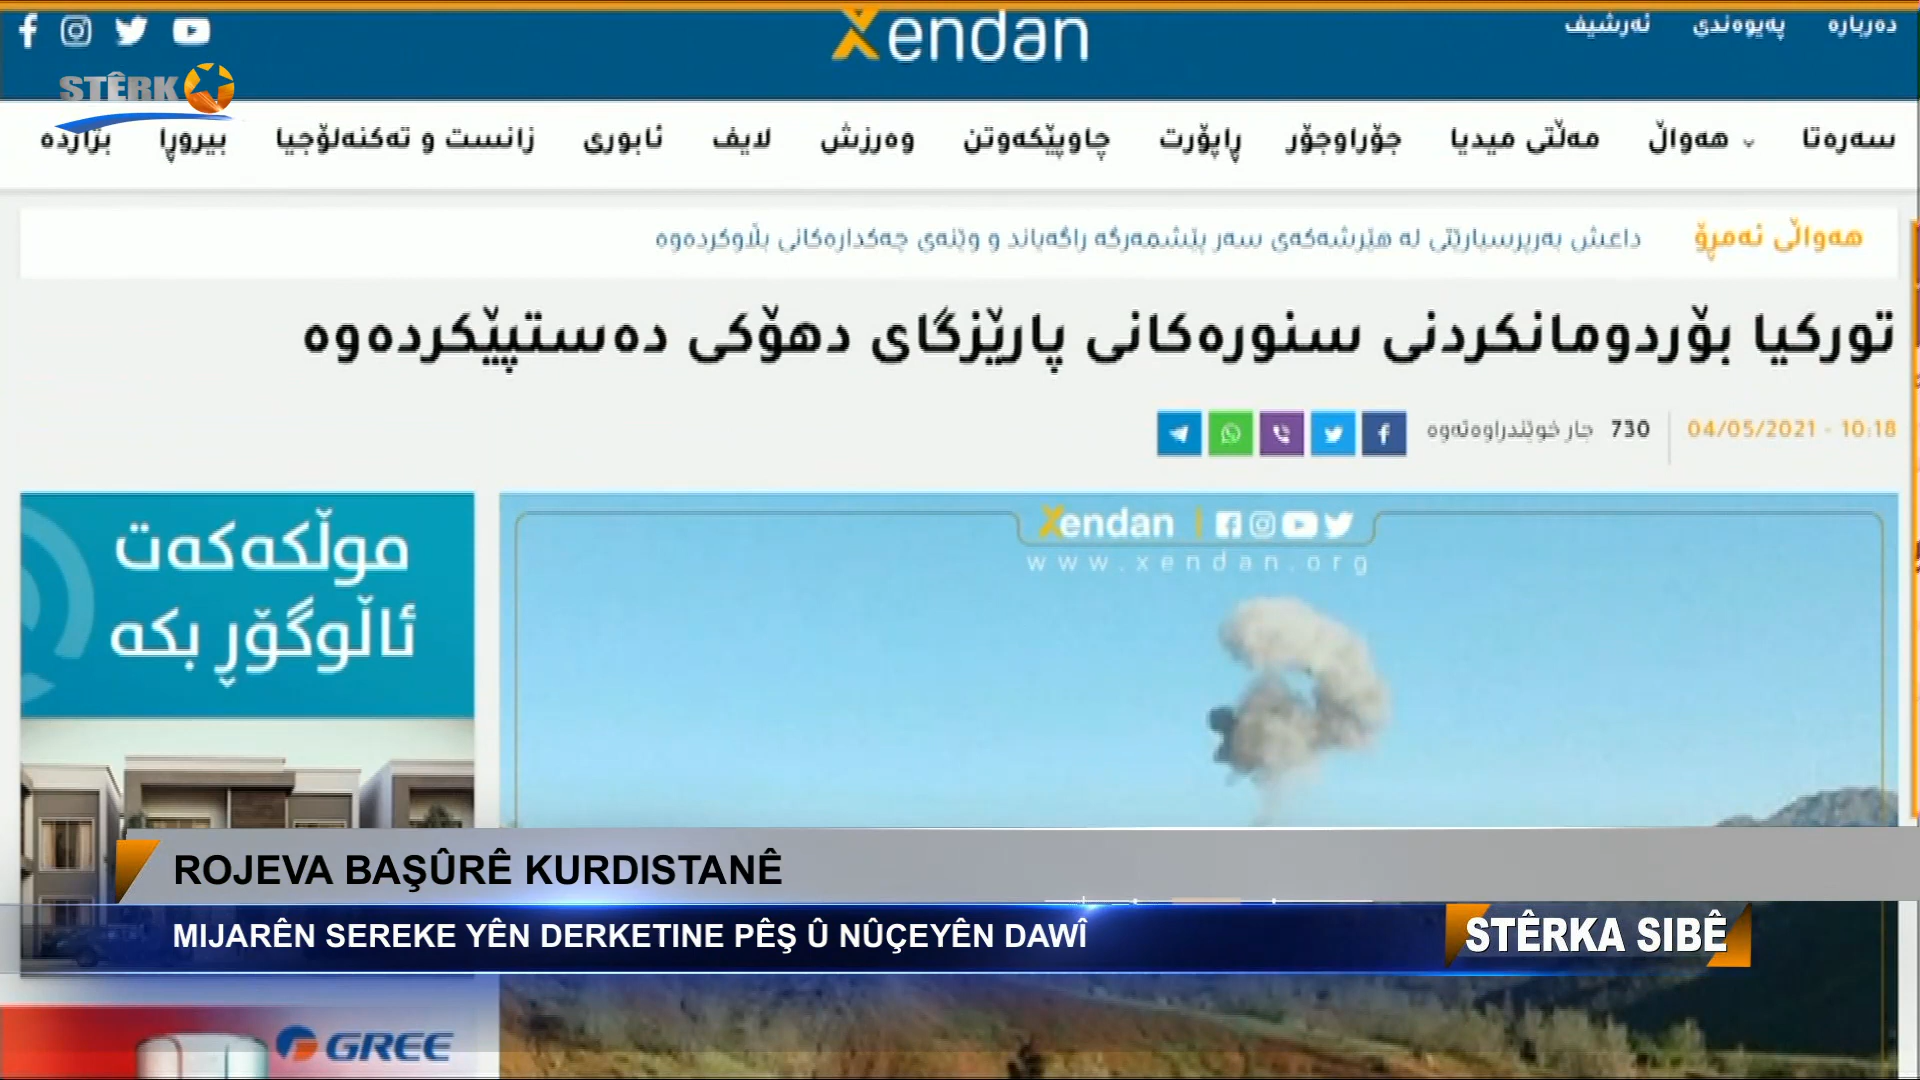 Xendan
دەربارە پەیوەندی ئەرشیف
STÊRK
سەرەتا هەواڵ مەڵتی میدیا جۆراوجۆر ڕاپۆرت چاوپێکەوتن وەرزش لایف ئابوری زانست و تەکنەلۆجیا بیروڕا بژاردە
هەواڵی ئەمڕۆ داعش بەرپرسیارێتی لە هێرشەکەی سەر پێشمەرگە راگەیاند و وێنەی چەکدارەکانی بڵاوکردەوە
تورکیا بۆردومانکردنی سنورەکانی پارێزگای دهۆکی دەستپێکردەوە
04/05/2021 - 10:18 730 جار خوێندراوەتەوە
موڵکەکەت
ئاڵوگۆڕ بکە
Xendan
www.xendan.org
ROJEVA BAŞÛRÊ KURDISTANÊ
MIJARÊN SEREKE YÊN DERKETINE PÊŞ Û NÛÇEYÊN DAWÎ
STÊRKA SIBÊ
GREE